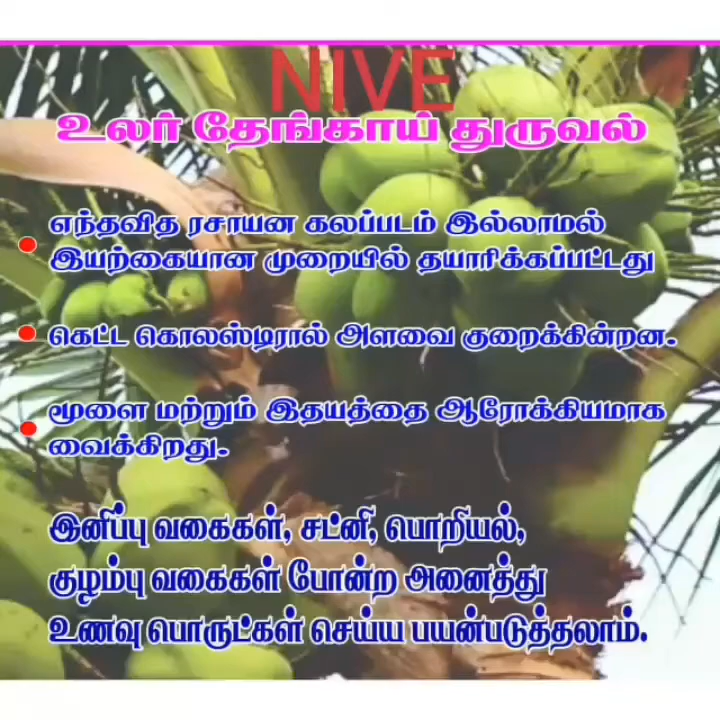 NIVE
உலர் தேங்காய் துருவல்
எந்தவித ரசாயன கலப்படம் இல்லாமல்
இயற்கையான முறையில் தயாரிக்கப்பட்டது
கெட்ட கொலஸ்டிரால் அளவை குறைக்கின்றன.
மூளை மற்றும் இதயத்தை ஆரோக்கியமாக
வைக்கிறது.
இனிப்பு வகைகள், சட்னி, பொறியல்,
குழம்பு வகைகள் போன்ற அனைத்து
உணவு பொருட்கள் செய்ய பயன்படுத்தலாம்.